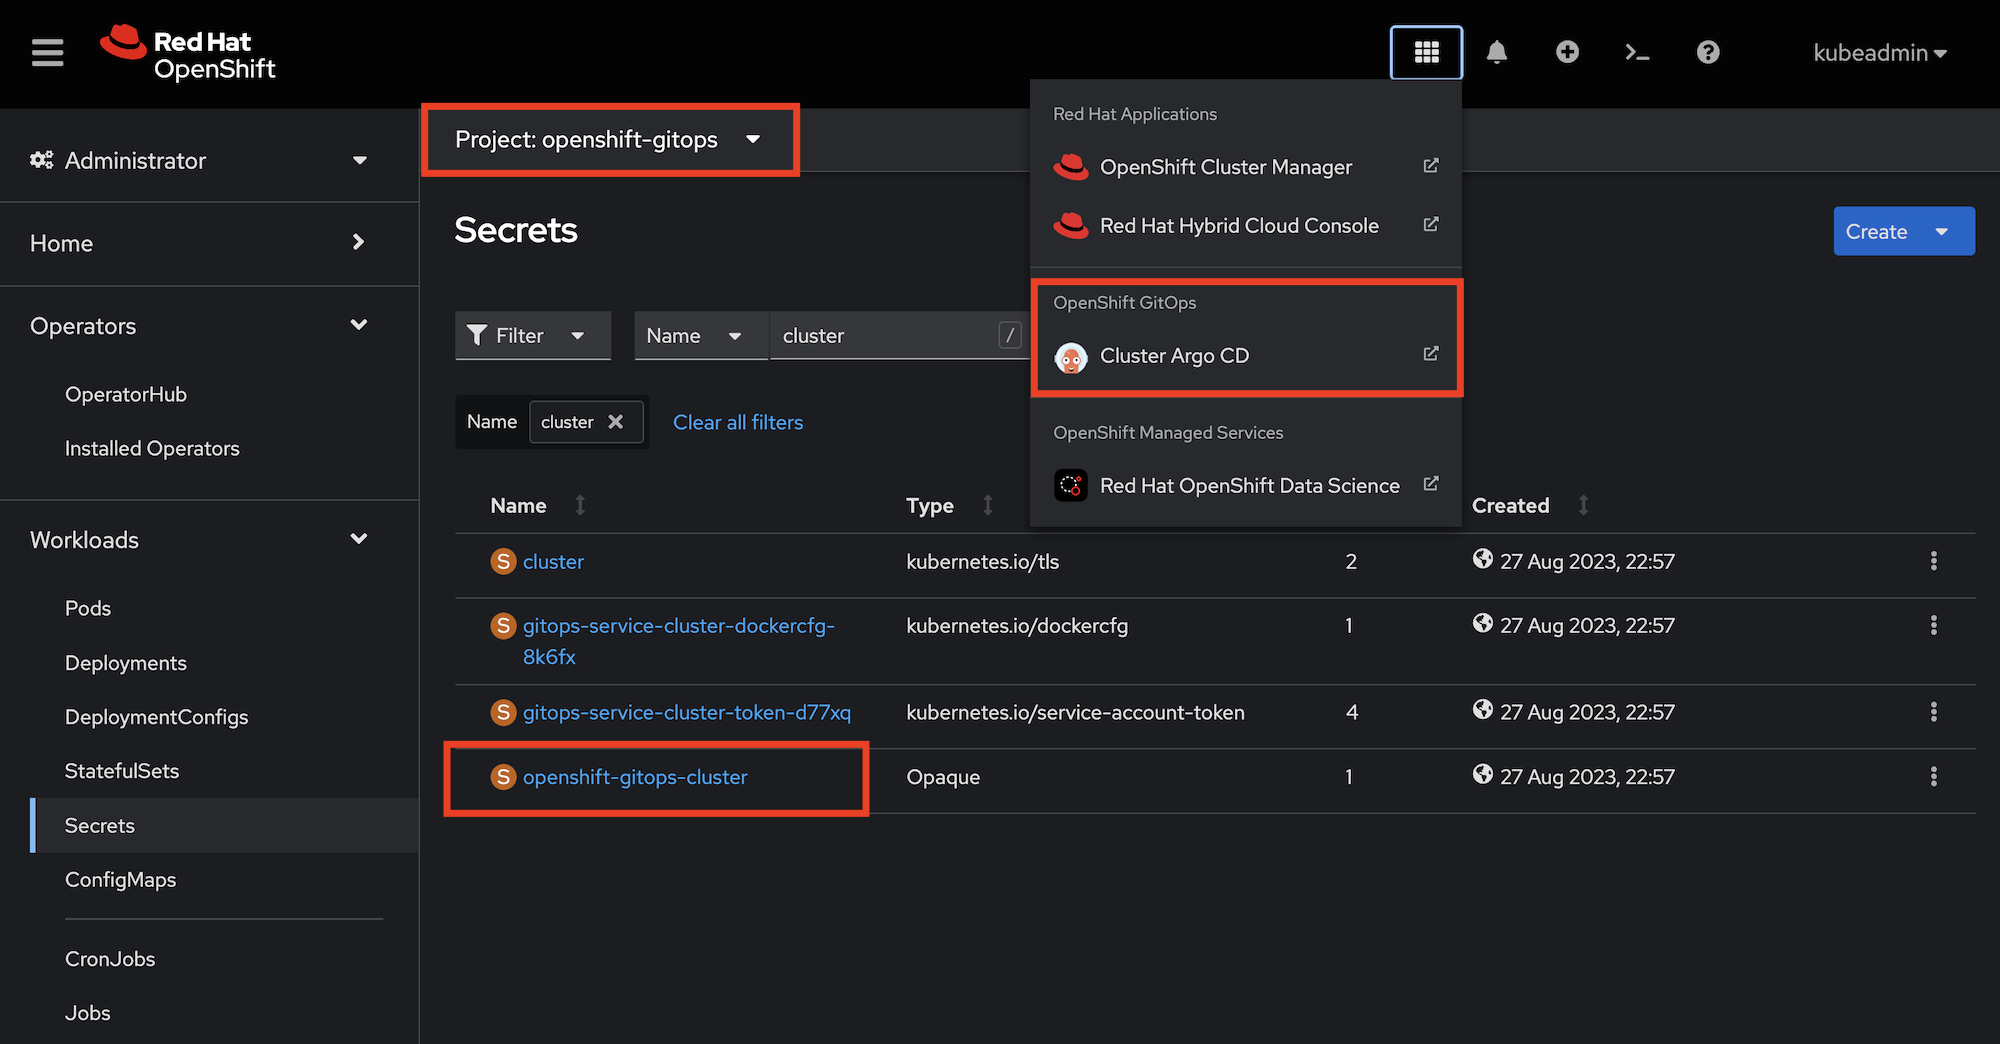 Red Hat
OpenShift
kubeadmin
Administrator
Home
Operators
OperatorHub
Installed Operators
Workloads
Pods
Deployments
DeploymentConfigs
StatefulSets
Secrets
ConfigMaps
CronJobs
Jobs
Project: openshift-gitops
Secrets
Create
Filter
Name
cluster
/
Name
cluster
Clear all filters
Red Hat Applications
OpenShift Cluster Manager
Red Hat Hybrid Cloud Console
OpenShift GitOps
Cluster Argo CD
OpenShift Managed Services
Red Hat OpenShift Data Science
Name Type Created
S cluster kubernetes.io/tls 2 27 Aug 2023, 22:57
S gitops-service-cluster-dockercfg- kubernetes.io/dockercfg 1 27 Aug 2023, 22:57
8k6fx
S gitops-service-cluster-token-d77xq kubernetes.io/service-account-token 4 27 Aug 2023, 22:57
S openshift-gitops-cluster Opaque 1 27 Aug 2023, 22:57